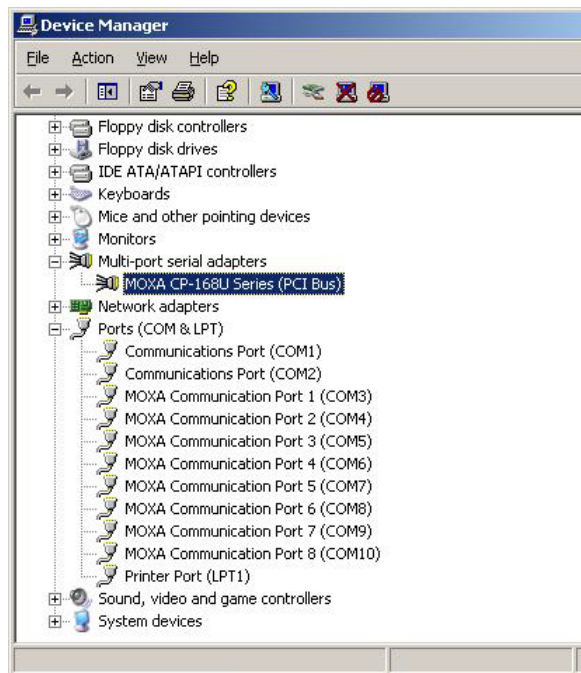 Device Manager
File Action View Help
Floppy disk controllers
Floppy disk drives
IDE ATA/ATAPI controllers
Keyboards
Mice and other pointing devices
Monitors
Multi-port serial adapters
MOXA CP-168U Series (PCI Bus)
Network adapters
Ports (COM & LPT)
Communications Port (COM1)
Communications Port (COM2)
MOXA Communication Port 1 (COM3)
MOXA Communication Port 2 (COM4)
MOXA Communication Port 3 (COM5)
MOXA Communication Port 4 (COM6)
MOXA Communication Port 5 (COM7)
MOXA Communication Port 6 (COM8)
MOXA Communication Port 7 (COM9)
MOXA Communication Port 8 (COM10)
Printer Port (LPT1)
Sound, video and game controllers
System devices